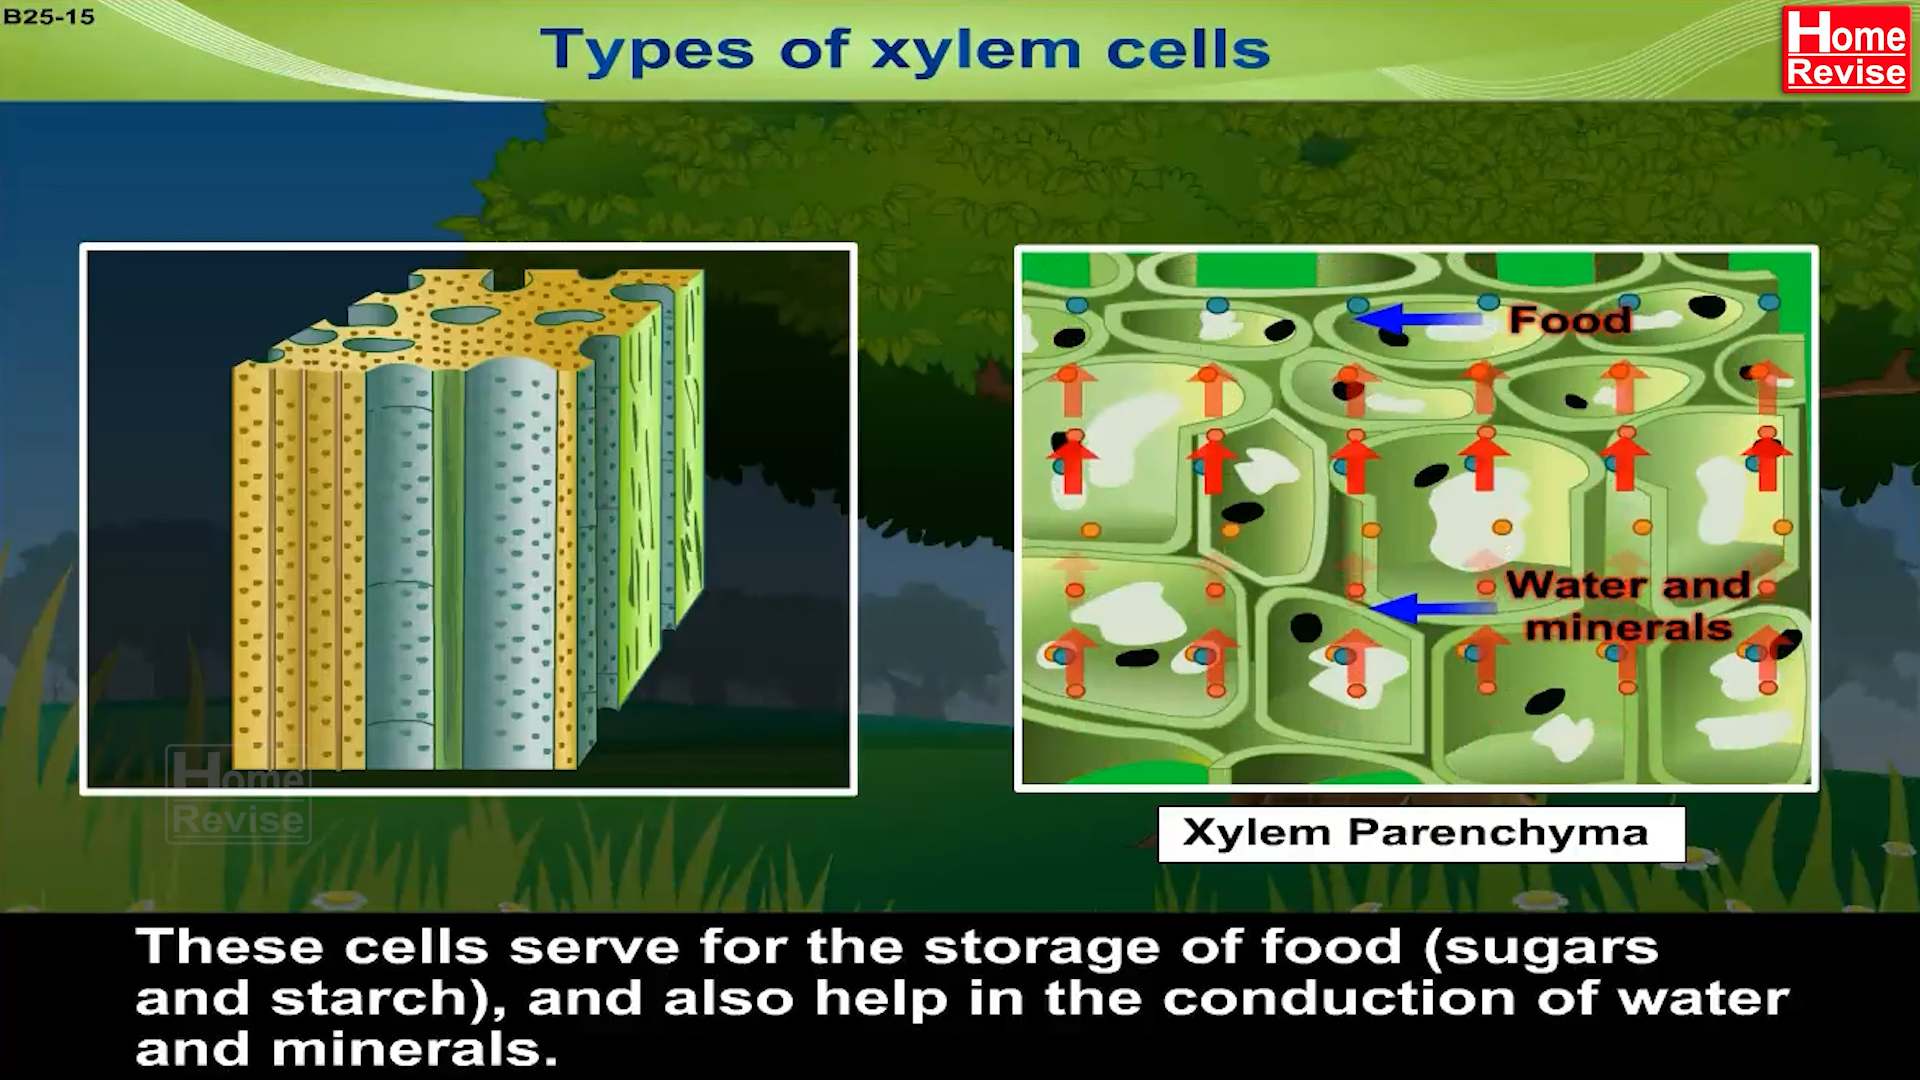 B25-15
Types of xylem cells
Home
Revise
Food
Water and
minerals
Home
Revise
Xylem Parenchyma
These cells serve for the storage of food (sugars
and starch), and also help in the conduction of water
and minerals.